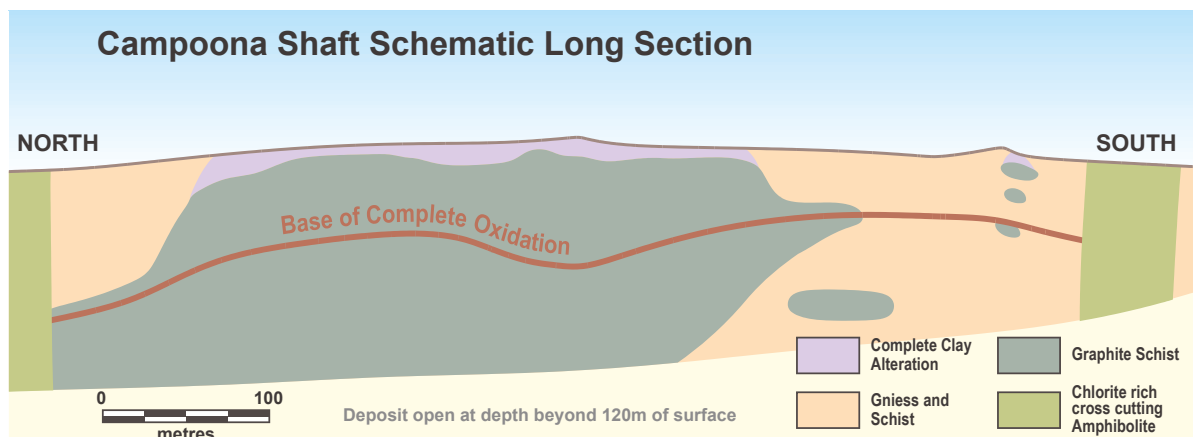 Campoona Shaft Schematic Long Section
NORTH
SOUTH
Base of Complete Oxidation
Complete Clay
Alteration
Graphite Schist
Gniess and
Schist
Chlorite rich
cross cutting
Amphibolite
0 100
metres
Deposit open at depth beyond 120m of surface